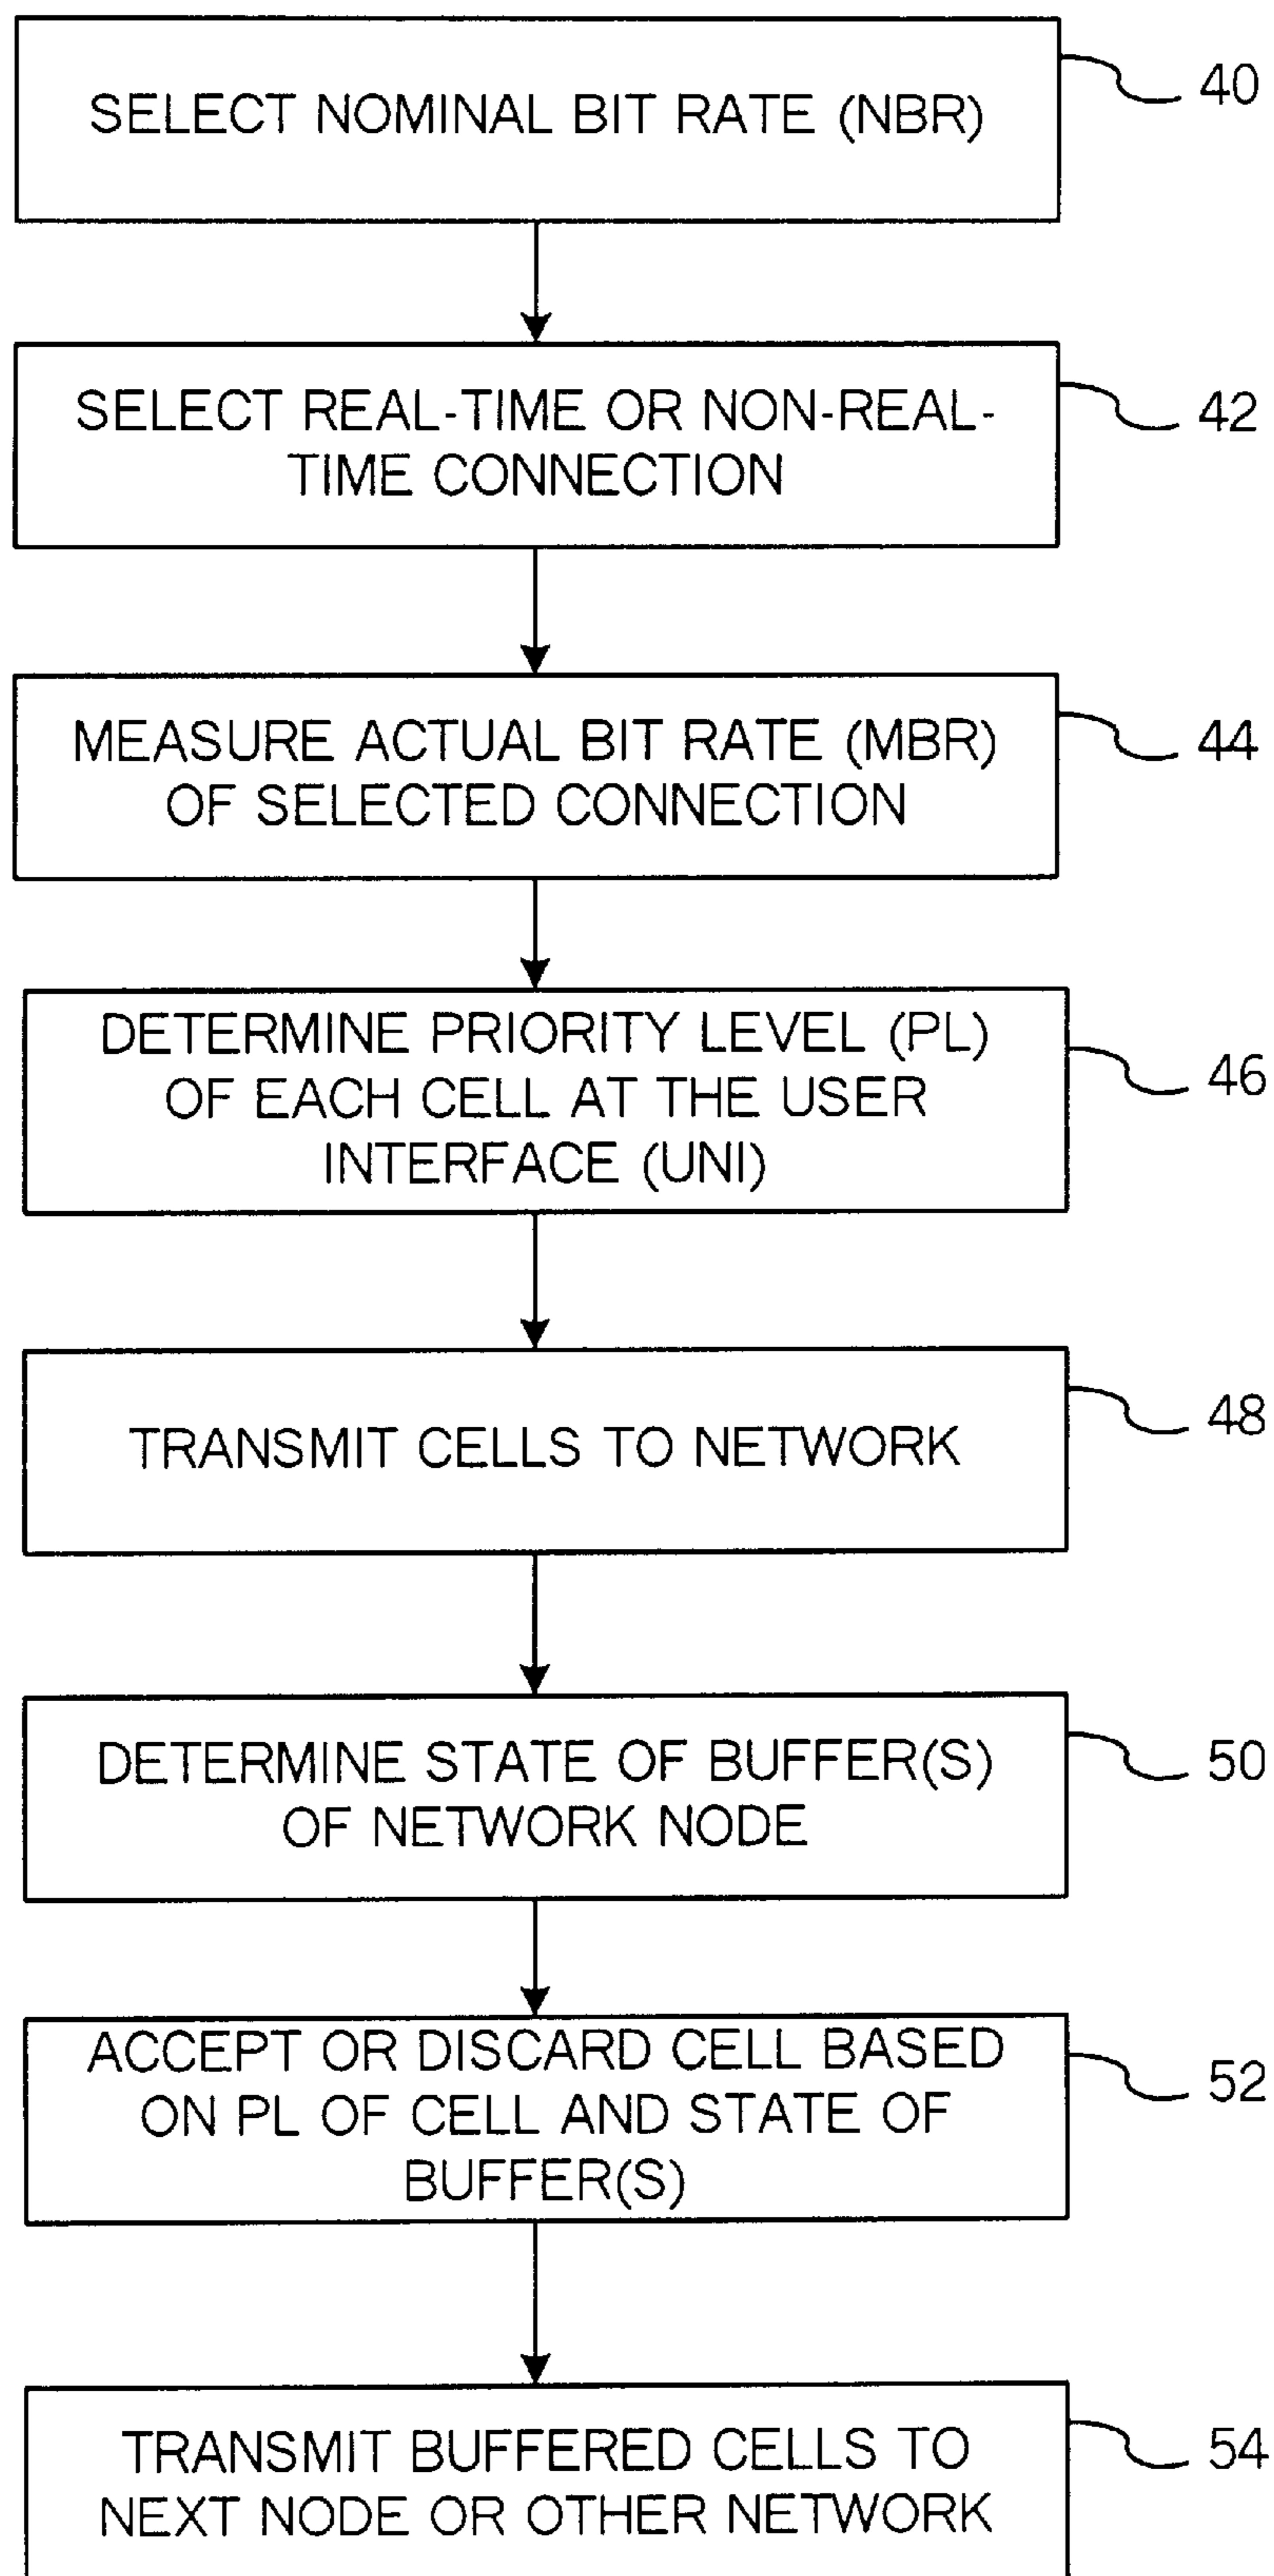 SELECT NOMINAL BIT RATE (NBR)
40
SELECT REAL-TIME OR NON-REAL-
TIME CONNECTION
42
MEASURE ACTUAL BIT RATE (MBR)
OF SELECTED CONNECTION
44
DETERMINE PRIORITY LEVEL (PL)
OF EACH CELL AT THE USER
INTERFACE (UNI)
46
TRANSMIT CELLS TO NETWORK
48
DETERMINE STATE OF BUFFER(S)
OF NETWORK NODE
50
ACCEPT OR DISCARD CELL BASED
ON PL OF CELL AND STATE OF
BUFFER(S)
52
TRANSMIT BUFFERED CELLS TO
NEXT NODE OR OTHER NETWORK
54